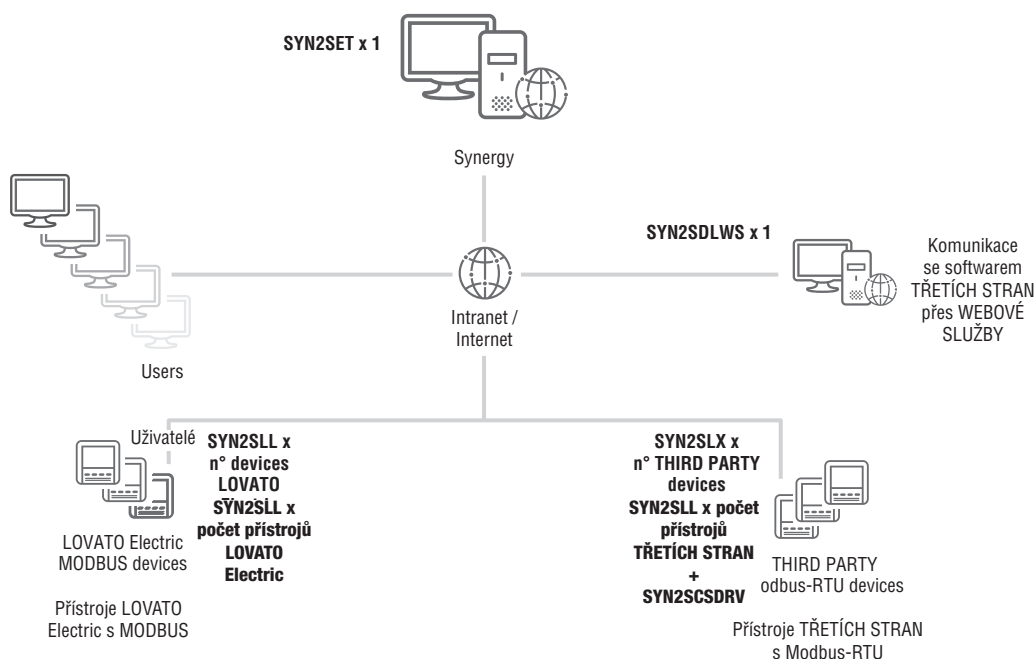 SYN2SET x 1
Synergy
SYN2SDLWS x 1
Komunikace
se softwarem
TŘETÍCH STRAN
přes WEBOVÉ
SLUŽBY
Intranet /
Internet
Users
Uživatelé
SYN2SLL x
n° devices
LOVATO
SYN2SLL x
počet přístrojů
LOVATO
Electric
LOVATO Electric
MODBUS devices
Přístroje LOVATO
Electric s MODBUS
SYN2SLX x
n° THIRD PARTY
devices
SYN2SLL x počet
přístrojů
TŘETÍCH STRAN
+
SYN2SCSDRV
THIRD PARTY
odbus-RTU devices
Přístroje TŘETÍCH STRAN
s Modbus-RTU